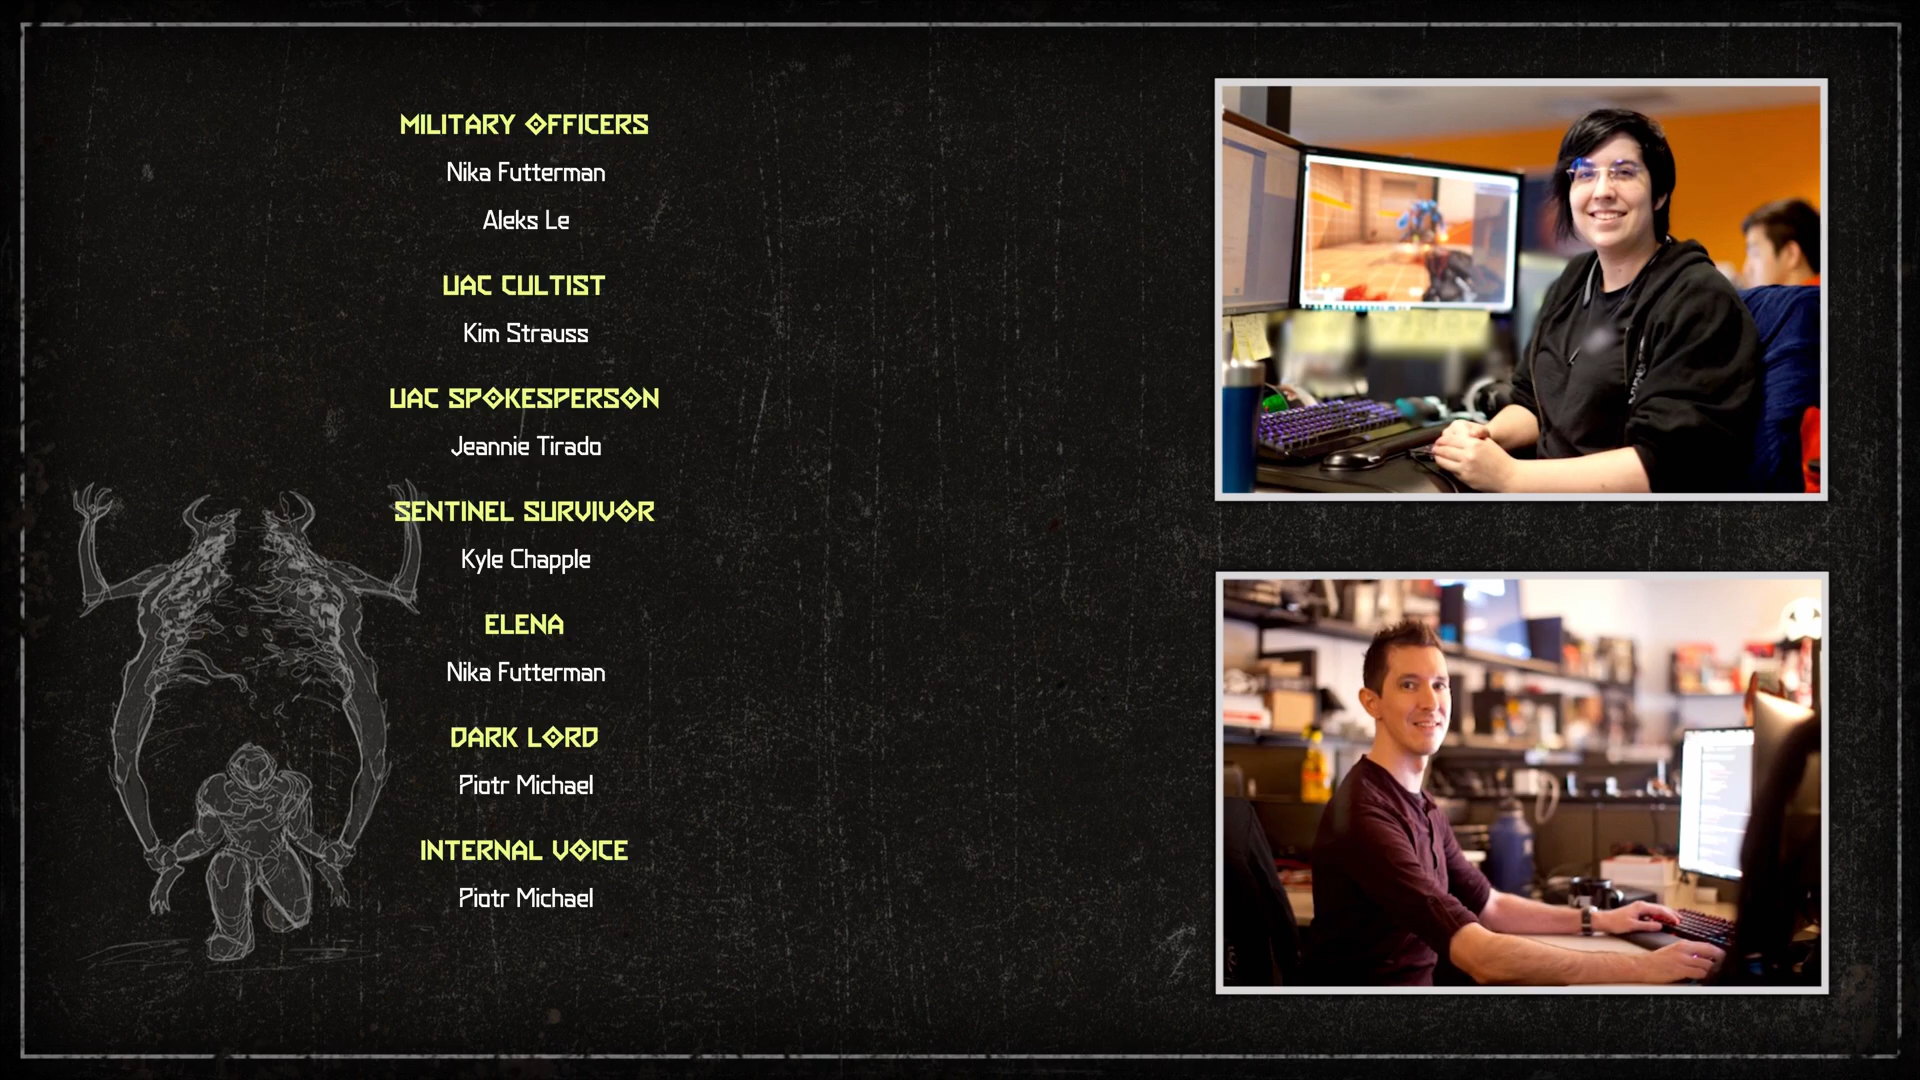 MILITARY OFFICERS
Nika Futterman
Aleks Le
UAC CULTIST
Kim Strauss
UAC SPOKESPERSON
Jeannie Tirado
SENTINEL SURVIVOR
Kyle Chapple
ELENA
Nika Futterman
DARK LORD
Piotr Michael
INTERNAL VOICE
Piotr Michael